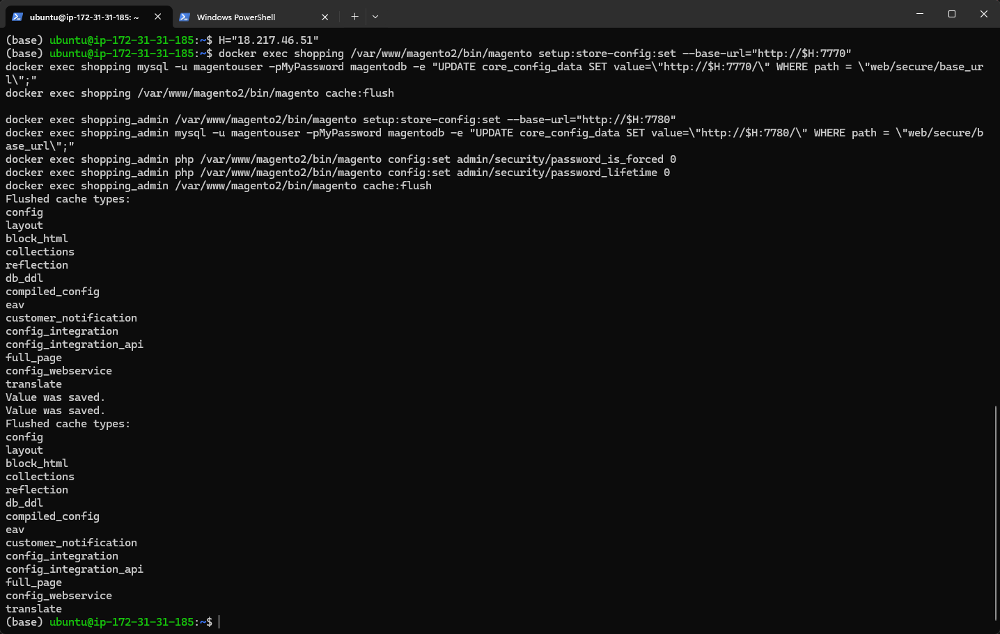 ubuntu@ip-172-31-31-185: ~
Windows PowerShell
(base) ubuntu@ip-172-31-31-185:~$ H="18.217.46.51"
(base) ubuntu@ip-172-31-31-185:~$ docker exec shopping /var/www/magento2/bin/magento setup:store-config:set --base-url="http://$H:7770"
docker exec shopping mysql -u magentouser -pMyPassword magentodb -e "UPDATE core_config_data SET value=\"http://$H:7770/\" WHERE path = \"web/secure/base_ur
l\";"
docker exec shopping /var/www/magento2/bin/magento cache:flush
docker exec shopping_admin /var/www/magento2/bin/magento setup:store-config:set --base-url="http://$H:7780"
docker exec shopping_admin mysql -u magentouser -pMyPassword magentodb -e "UPDATE core_config_data SET value=\"http://$H:7780/\" WHERE path = \"web/secure/b
ase_url\";"
docker exec shopping_admin php /var/www/magento2/bin/magento config:set admin/security/password_is_forced 0
docker exec shopping_admin php /var/www/magento2/bin/magento config:set admin/security/password_lifetime 0
docker exec shopping_admin /var/www/magento2/bin/magento cache:flush
Flushed cache types:
config
layout
block_html
collections
reflection
db_ddl
compiled_config
eav
customer_notification
config_integration
config_integration_api
full_page
config_webservice
translate
Value was saved.
Value was saved.
Flushed cache types:
config
layout
block_html
collections
reflection
db_ddl
compiled_config
eav
customer_notification
config_integration
config_integration_api
full_page
config_webservice
translate
(base) ubuntu@ip-172-31-31-185:~$